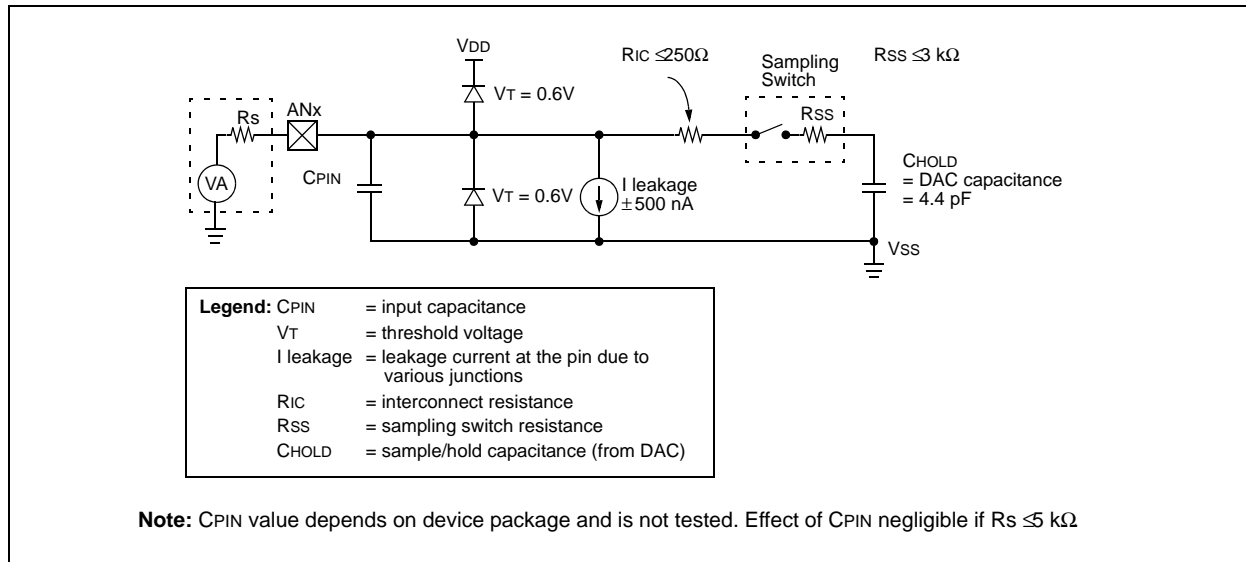 VDD
RIC ≤250Ω
Sampling
Switch
RSS ≤3 kΩ
VT = 0.6V
Rs
ANx
RSS
VA
CPIN
VT = 0.6V
I leakage
±500 nA
CHOLD
= DAC capacitance
= 4.4 pF
VSS
Legend: CPIN = input capacitance
VT = threshold voltage
I leakage = leakage current at the pin due to
various junctions
RIC = interconnect resistance
RSS = sampling switch resistance
CHOLD = sample/hold capacitance (from DAC)
Note: CPIN value depends on device package and is not tested. Effect of CPIN negligible if Rs ≤5 kΩ